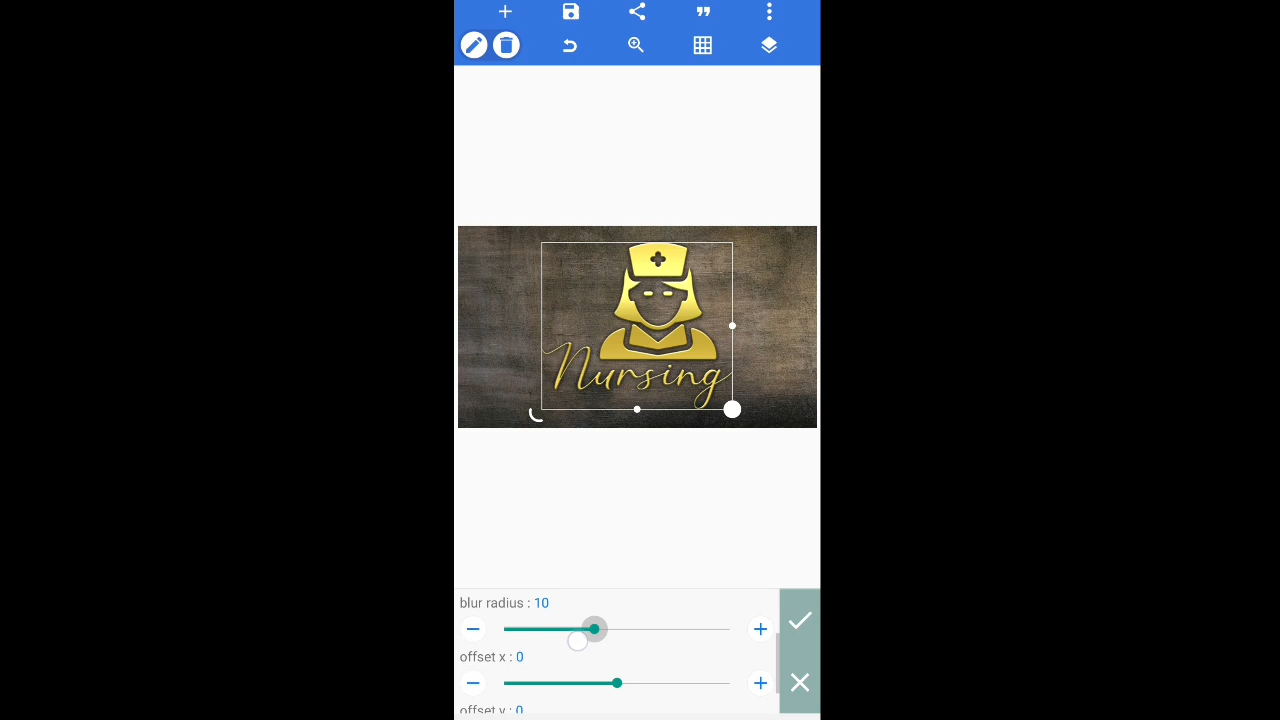 Nursing
blur radius : 10
offset x : 0
offset y : 0